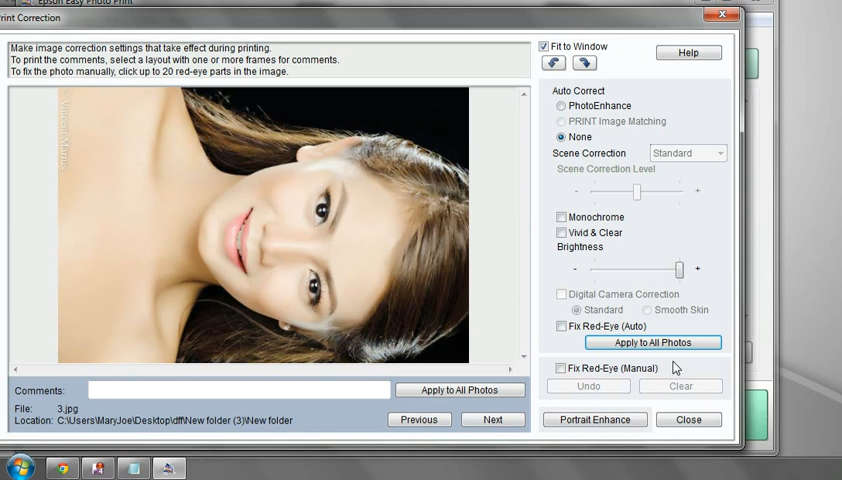 Epson Easy Photo Print
Print Correction
Make image correction settings that take effect during printing.
To print the comments, select a layout with one or more frames for comments.
To fix the photo manually, click up to 20 red-eye parts in the image.
Fit to Window
Help
Auto Correct
PhotoEnhance
PRINT Image Matching
None
Scene Correction
Standard
Scene Correction Level
- +
Monochrome
Vivid & Clear
Brightness
- +
Digital Camera Correction
Standard
Smooth Skin
Fix Red-Eye (Auto)
Apply to All Photos
Fix Red-Eye (Manual)
Undo
Clear
Portrait Enhance
Close
Comments:
Apply to All Photos
File: 3.jpg
Location: C:\Users\MaryJoe\Desktop\dff\New folder (3)\New folder
Previous
Next